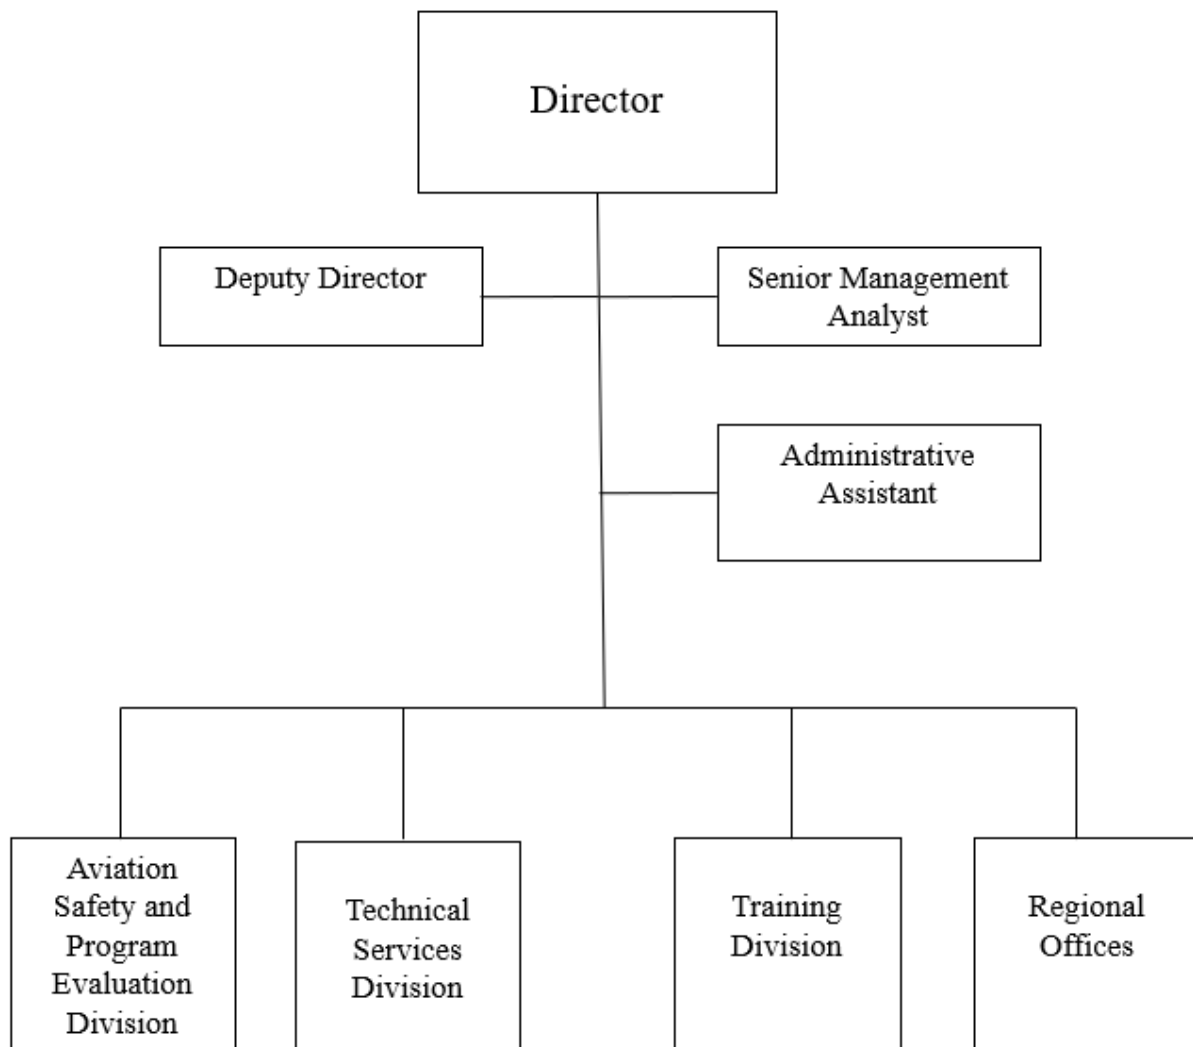 Director
Deputy Director
Senior Management
Analyst
Administrative
Assistant
Aviation
Safety and
Program
Evaluation
Division
Technical
Services
Division
Training
Division
Regional
Offices